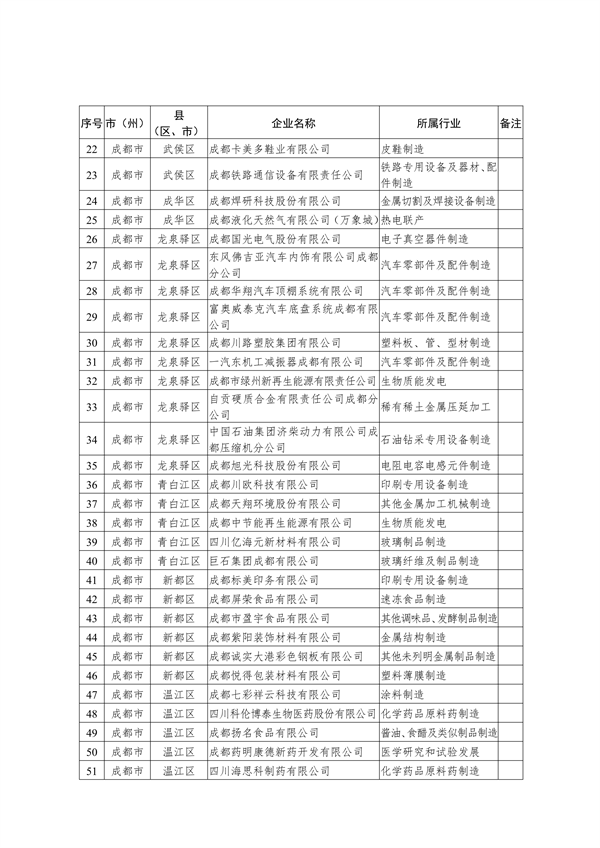 序号 市（州） 县（区、市） 企业名称 所属行业 备注
22 成都市 武侯区 成都卡美多鞋业有限公司 皮鞋制造
23 成都市 武侯区 成都铁路通信设备有限责任公司 铁路专用设备及器材、配件制造
24 成都市 成华区 成都焊研科技股份有限公司 金属切割及焊接设备制造
25 成都市 成华区 成都液化天然气有限公司（万象城） 热电联产
26 成都市 龙泉驿区 成都国光电气股份有限公司 电子真空器件制造
27 成都市 龙泉驿区 东风佛吉亚汽车内饰有限公司成都分公司 汽车零部件及配件制造
28 成都市 龙泉驿区 成都华翔汽车顶棚系统有限公司 汽车零部件及配件制造
29 成都市 龙泉驿区 富奥威泰克汽车底盘系统成都有限公司 汽车零部件及配件制造
30 成都市 龙泉驿区 成都川路塑胶集团有限公司 塑料板、管、型材制造
31 成都市 龙泉驿区 一汽东机工减振器成都有限公司 汽车零部件及配件制造
32 成都市 龙泉驿区 成都市绿州新再生能源有限责任公司 生物质能发电
33 成都市 龙泉驿区 自贡硬质合金有限责任公司成都分公司 稀有稀土金属压延加工
34 成都市 龙泉驿区 中国石油集团济柴动力有限公司成都压缩机分公司 石油钻采专用设备制造
35 成都市 龙泉驿区 成都旭光科技股份有限公司 电阻电容电感元件制造
36 成都市 青白江区 成都川欧科技有限公司 印刷专用设备制造
37 成都市 青白江区 成都天翔环境股份有限公司 其他金属加工机械制造
38 成都市 青白江区 成都中节能再生能源有限公司 生物质能发电
39 成都市 青白江区 四川亿海元新材料有限公司 玻璃制品制造
40 成都市 青白江区 巨石集团成都有限公司 玻璃纤维及制品制造
41 成都市 新都区 成都标美印务有限公司 印刷专用设备制造
42 成都市 新都区 成都屏荣食品有限公司 速冻食品制造
43 成都市 新都区 成都市盈宇食品有限公司 其他调味品、发酵制品制造
44 成都市 新都区 成都紫阳装饰材料有限公司 金属结构制造
45 成都市 新都区 成都诚实大港彩色钢板有限公司 其他未列明金属制品制造
46 成都市 新都区 成都悦得包装材料有限公司 塑料薄膜制造
47 成都市 温江区 成都七彩祥云科技有限公司 涂料制造
48 成都市 温江区 四川科伦博泰生物医药股份有限公司 化学药品原料药制造
49 成都市 温江区 成都扬名食品有限公司 酱油、食醋及类似制品制造
50 成都市 温江区 成都药明康德新药开发有限公司 医学研究和试验发展
51 成都市 温江区 四川海思科制药有限公司 化学药品原料药制造